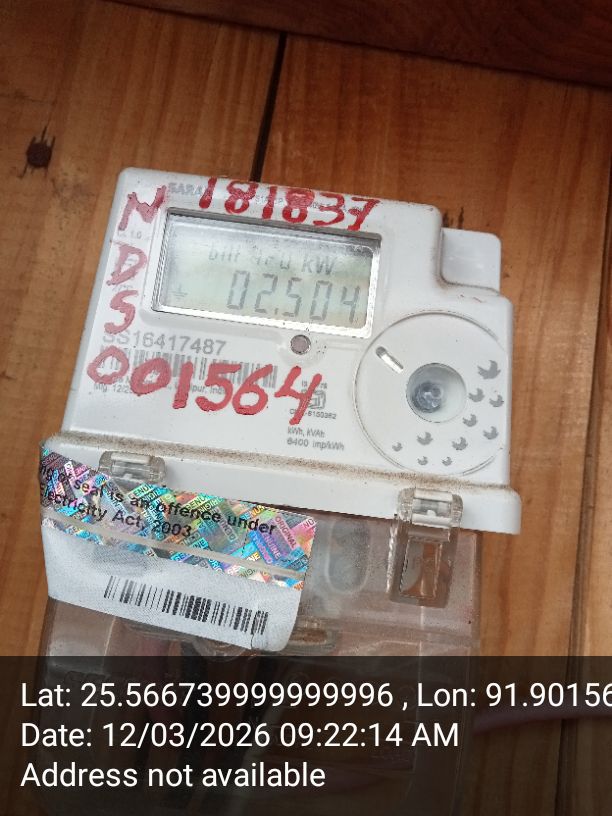 181837
N
D
S
kW
02.504
SS16417487
001564
kWh, kVAh
6400 imp/kWh
seal is an offence under
Electricity Act, 2003.
Lat: 25.566739999999996 , Lon: 91.90156
Date: 12/03/2026 09:22:14 AM
Address not available